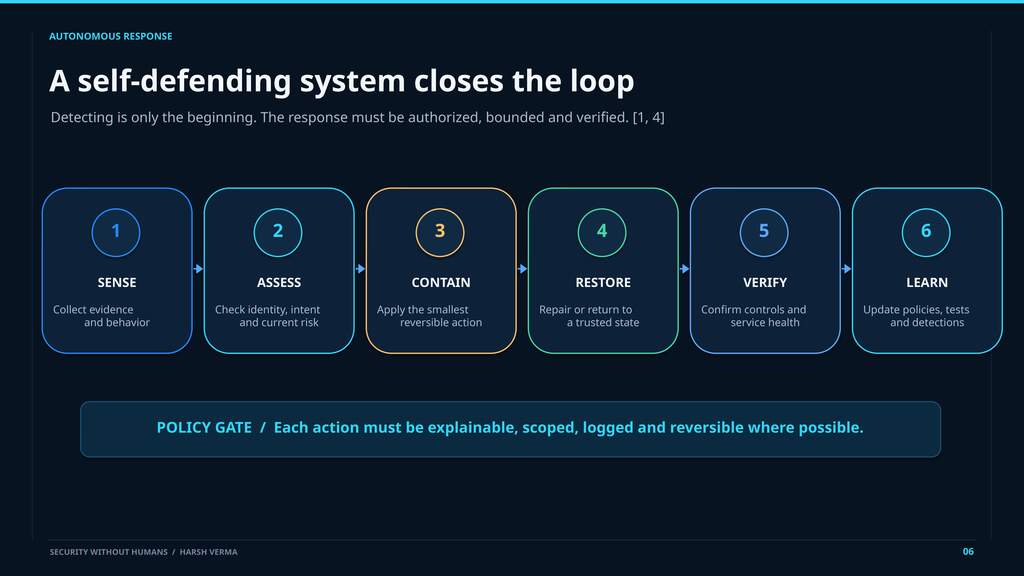 AUTONOMOUS RESPONSE
A self-defending system closes the loop
Detecting is only the beginning. The response must be authorized, bounded and verified. [1, 4]
1
SENSE
Collect evidence
and behavior
2
ASSESS
Check identity, intent
and current risk
3
CONTAIN
Apply the smallest
reversible action
4
RESTORE
Repair or return to
a trusted state
5
VERIFY
Confirm controls and
service health
6
LEARN
Update policies, tests
and detections
POLICY GATE / Each action must be explainable, scoped, logged and reversible where possible.
SECURITY WITHOUT HUMANS / HARSH VERMA
06